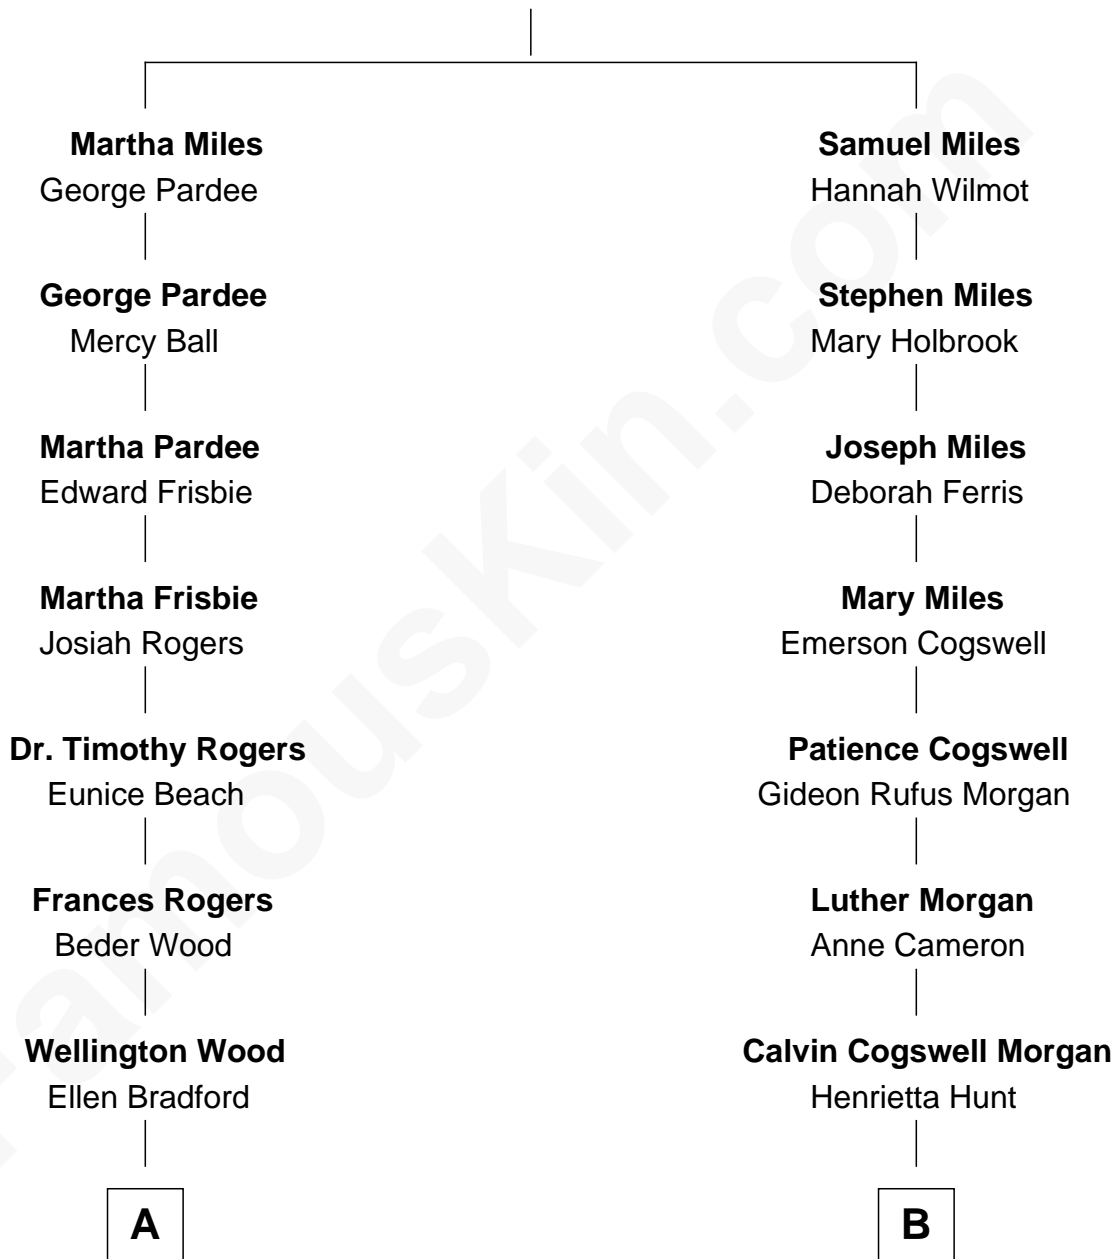 Martha Miles
George Pardee
George Pardee
Mercy Ball
Martha Pardee
Edward Frisbie
Martha Frisbie
Josiah Rogers
Dr. Timothy Rogers
Eunice Beach
Frances Rogers
Beder Wood
Wellington Wood
Ellen Bradford
A
Samuel Miles
Hannah Wilmot
Stephen Miles
Mary Holbrook
Joseph Miles
Deborah Ferris
Mary Miles
Emerson Cogswell
Patience Cogswell
Gideon Rufus Morgan
Luther Morgan
Anne Cameron
Calvin Cogswell Morgan
Henrietta Hunt
B
FamousKin.com